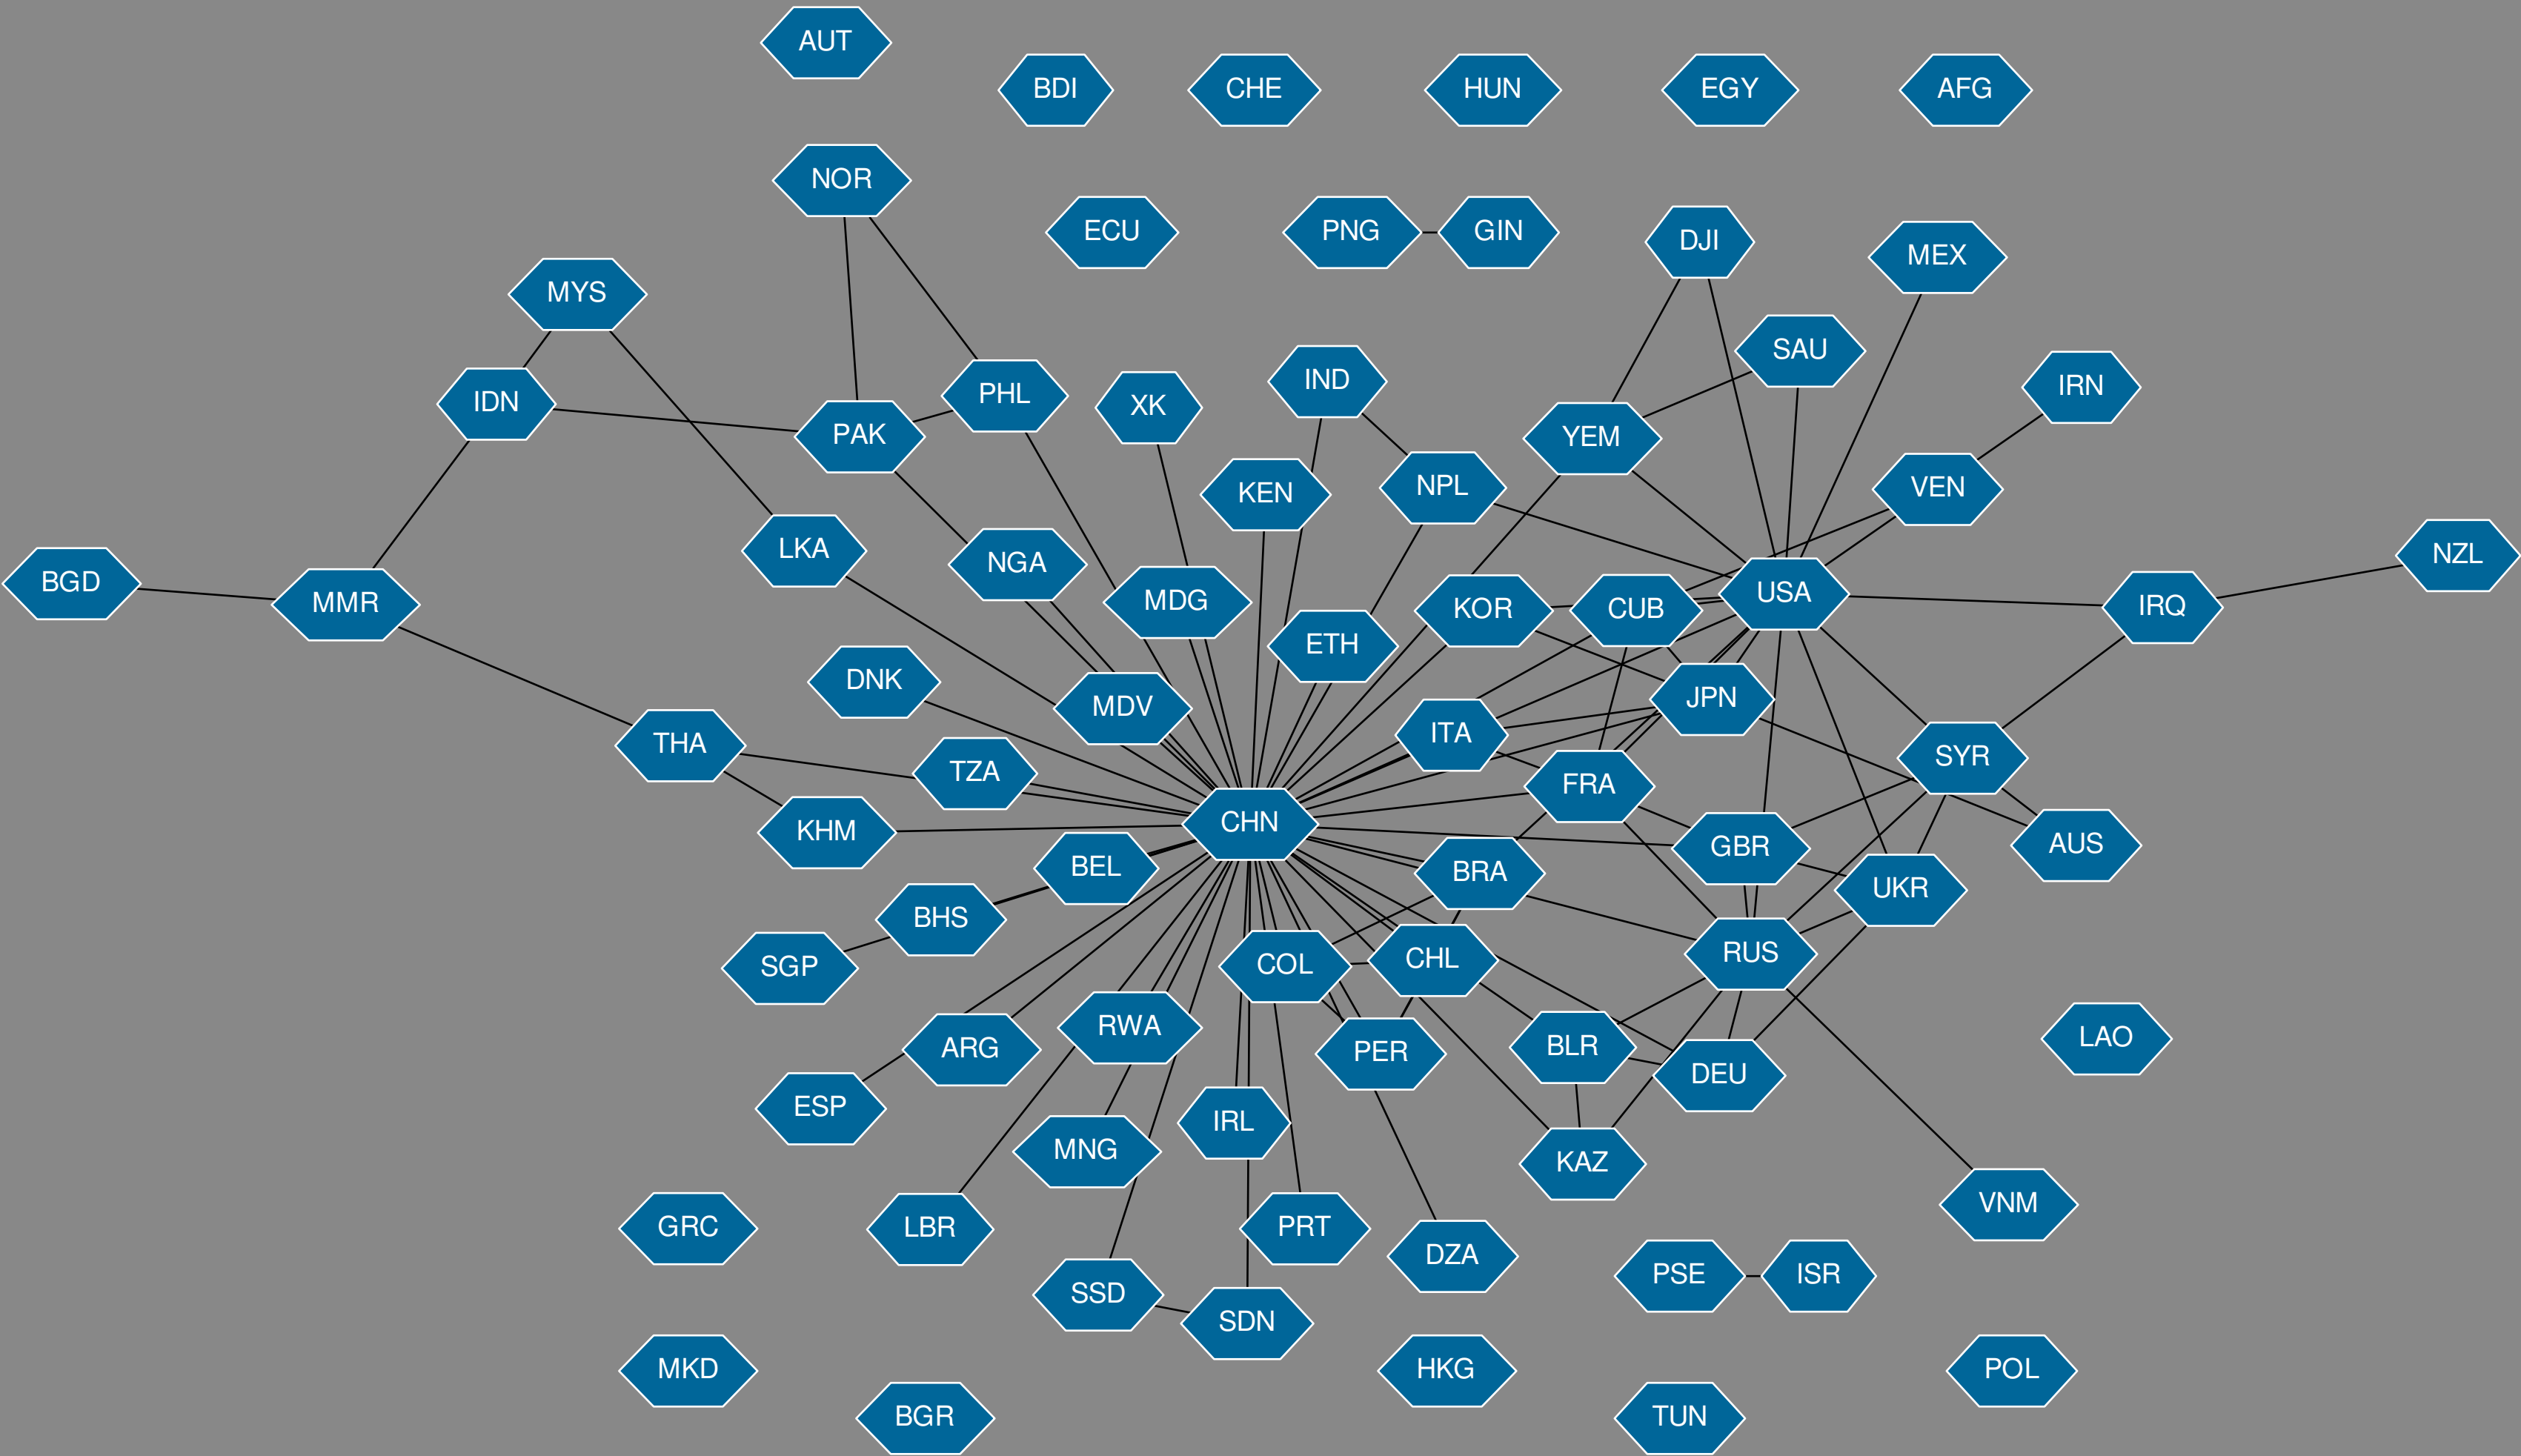 AUT
BDI
CHE
HUN
EGY
AFG
NOR
ECU
PNG
GIN
DJI
MEX
MYS
SAU
IND
IRN
PHL
IDN
XK
PAK
YEM
KEN
NPL
VEN
LKA
NGA
NZL
BGD
MMR
MDG
USA
KOR
CUB
IRQ
ETH
DNK
JPN
MDV
ITA
THA
SYR
TZA
FRA
CHN
KHM
GBR
AUS
BEL
BRA
UKR
BHS
RUS
SGP
COL
CHL
RWA
LAO
ARG
PER
BLR
DEU
ESP
IRL
MNG
KAZ
VNM
GRC
LBR
PRT
DZA
PSE
ISR
SSD
SDN
MKD
HKG
POL
BGR
TUN